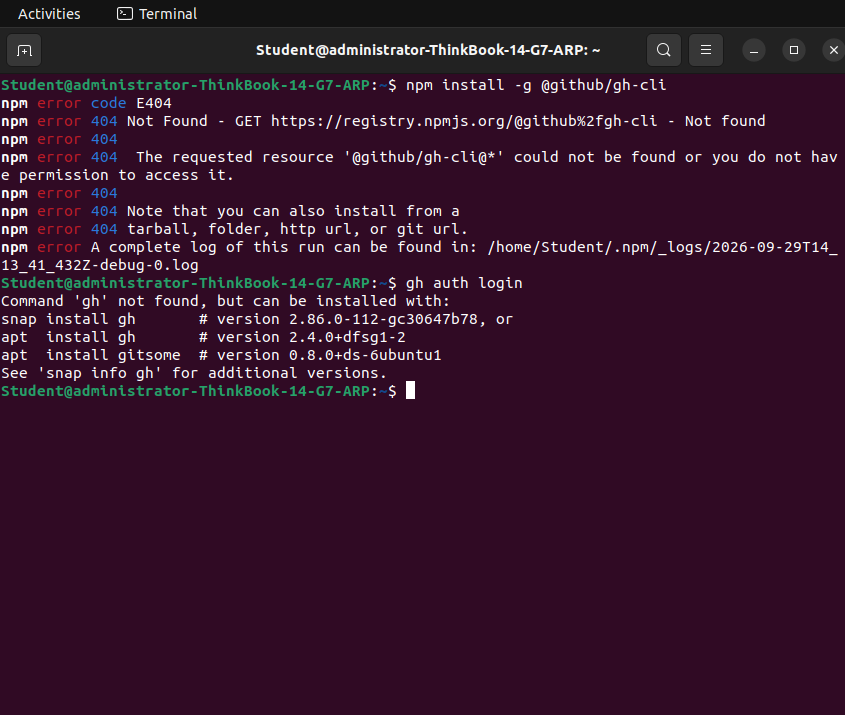 Activities Terminal
Student@administrator-ThinkBook-14-G7-ARP: ~
Student@administrator-ThinkBook-14-G7-ARP:~$ npm install -g @github/gh-cli
npm error code E404
npm error 404 Not Found - GET https://registry.npmjs.org/@github%2fgh-cli - Not found
npm error 404
npm error 404  The requested resource '@github/gh-cli@*' could not be found or you do not hav
e permission to access it.
npm error 404
npm error 404 Note that you can also install from a
npm error 404 tarball, folder, http url, or git url.
npm error A complete log of this run can be found in: /home/Student/.npm/_logs/2026-09-29T14_
13_41_432Z-debug-0.log
Student@administrator-ThinkBook-14-G7-ARP:~$ gh auth login
Command 'gh' not found, but can be installed with:
snap install gh       # version 2.86.0-112-gc30647b78, or
apt  install gh       # version 2.4.0+dfsg1-2
apt  install gitsome  # version 0.8.0+ds-6ubuntu1
See 'snap info gh' for additional versions.
Student@administrator-ThinkBook-14-G7-ARP:~$